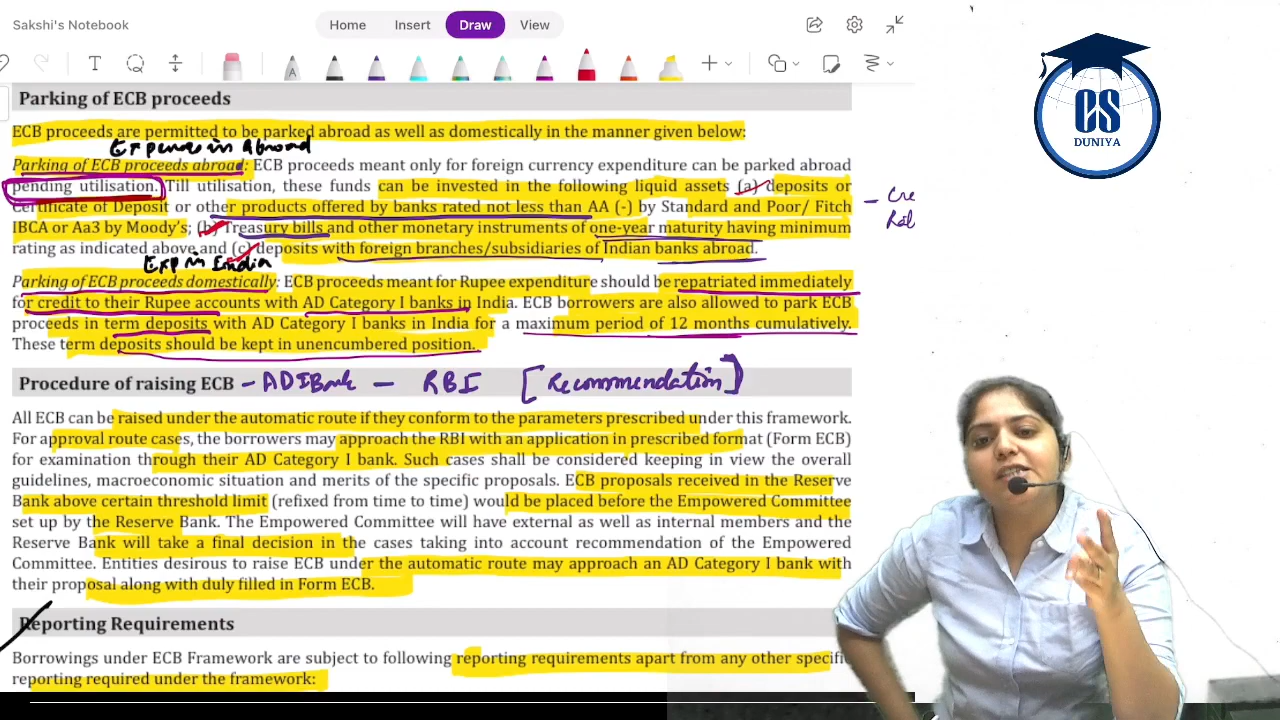 Sakshi's Notebook
Home Insert Draw View
CS
DUNIYA
Parking of ECB proceeds
ECB proceeds are permitted to be parked abroad as well as domestically in the manner given below:
Expense in Abroad
Parking of ECB proceeds abroad: ECB proceeds meant only for foreign currency expenditure can be parked abroad
pending utilisation. Till utilisation, these funds can be invested in the following liquid assets (a) deposits or
Certificate of Deposit or other products offered by banks rated not less than AA (-) by Standard and Poor/ Fitch
IBCA or Aa3 by Moody's; (b) Treasury bills and other monetary instruments of one-year maturity having minimum
rating as indicated above and (c) deposits with foreign branches/subsidiaries of Indian banks abroad.
Exp in India
Parking of ECB proceeds domestically: ECB proceeds meant for Rupee expenditure should be repatriated immediately
for credit to their Rupee accounts with AD Category I banks in India. ECB borrowers are also allowed to park ECB
proceeds in term deposits with AD Category I banks in India for a maximum period of 12 months cumulatively.
These term deposits should be kept in unencumbered position.
Procedure of raising ECB - AD I Bank - RBI [Recommendation]
All ECB can be raised under the automatic route if they conform to the parameters prescribed under this framework.
For approval route cases, the borrowers may approach the RBI with an application in prescribed format (Form ECB)
for examination through their AD Category I bank. Such cases shall be considered keeping in view the overall
guidelines, macroeconomic situation and merits of the specific proposals. ECB proposals received in the Reserve
Bank above certain threshold limit (refixed from time to time) would be placed before the Empowered Committee
set up by the Reserve Bank. The Empowered Committee will have external as well as internal members and the
Reserve Bank will take a final decision in the cases taking into account recommendation of the Empowered
Committee. Entities desirous to raise ECB under the automatic route may approach an AD Category I bank with
their proposal along with duly filled in Form ECB.
Reporting Requirements
Borrowings under ECB Framework are subject to following reporting requirements apart from any other specific
reporting required under the framework: